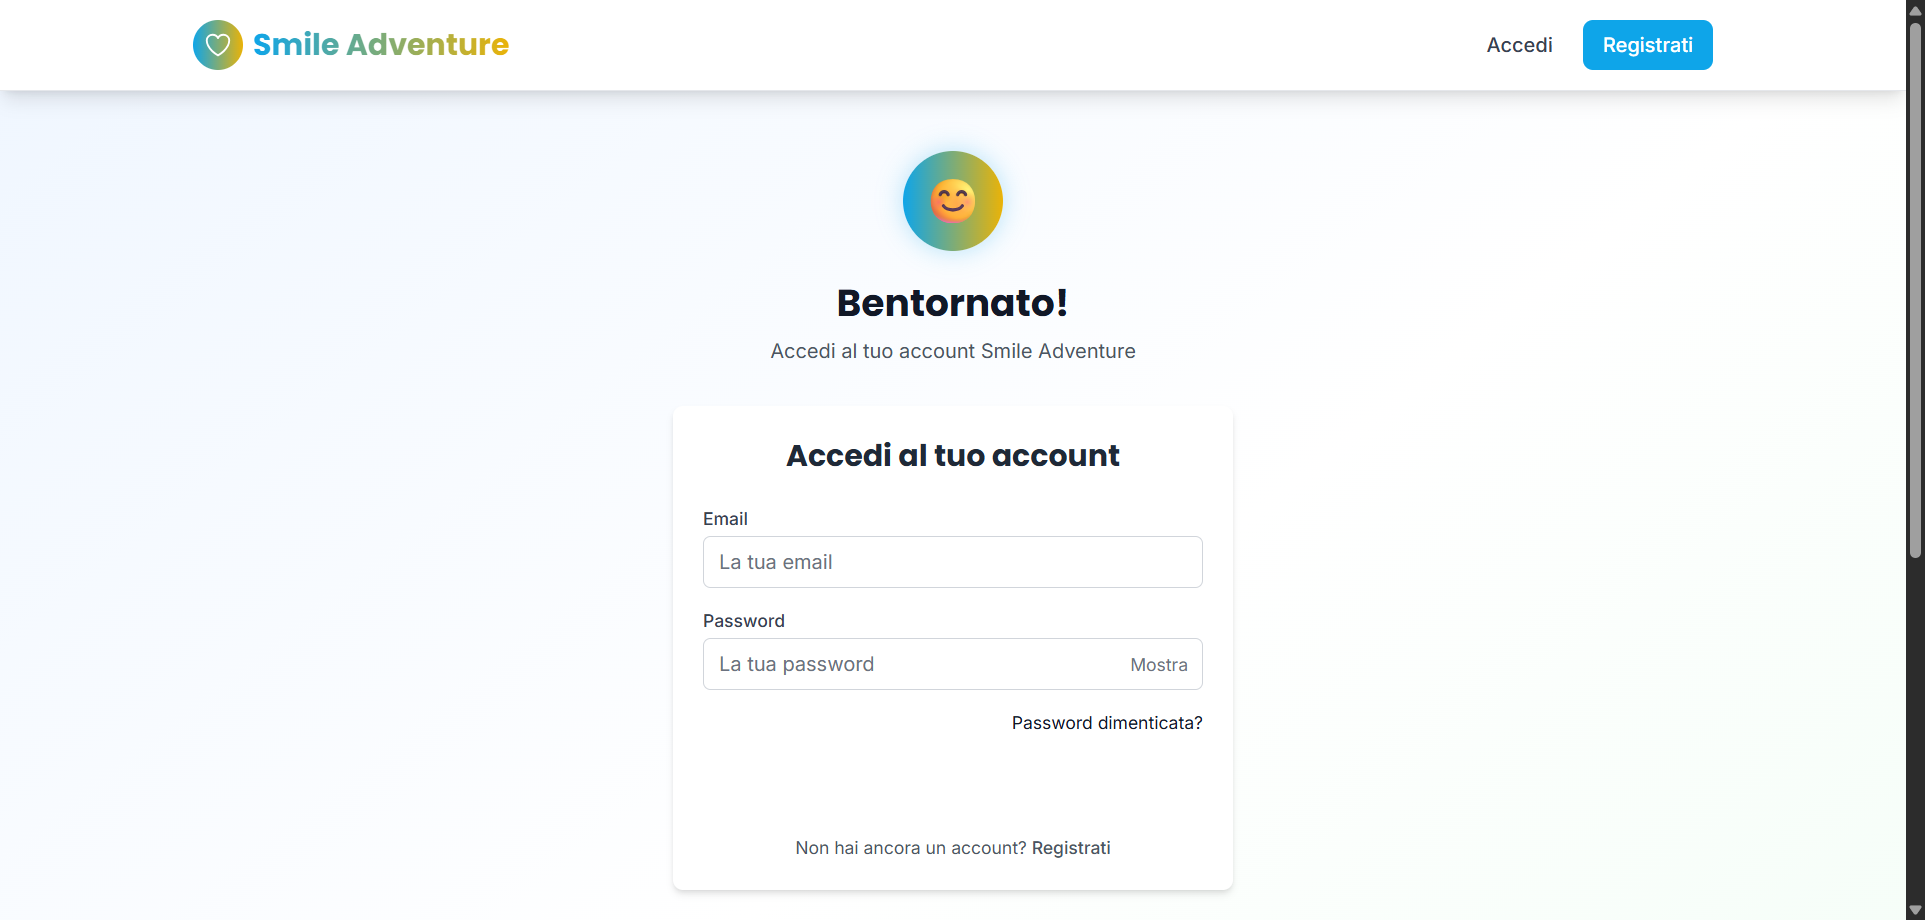 Smile Adventure
Accedi
Registrati
Bentornato!
Accedi al tuo account Smile Adventure
Accedi al tuo account
Email
La tua email
Password
La tua password
Mostra
Password dimenticata?
Non hai ancora un account? Registrati